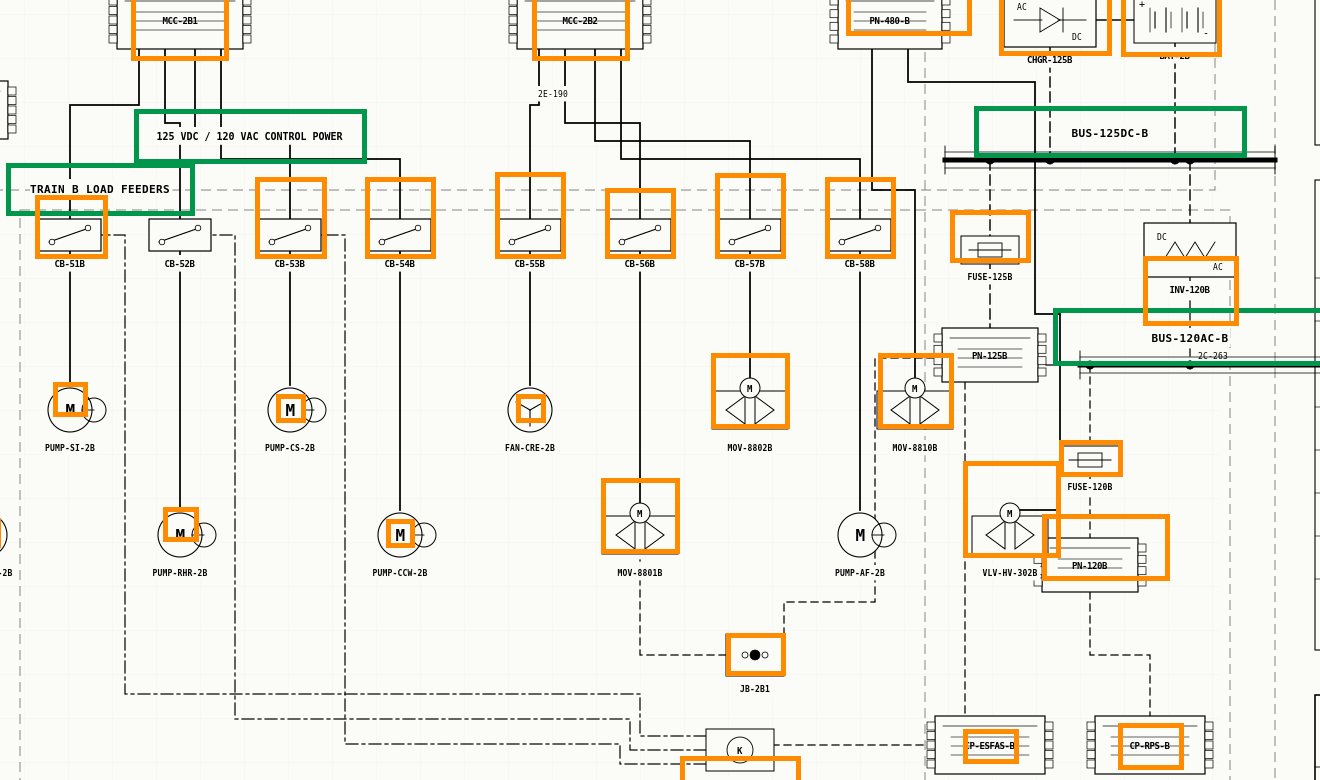 MCC-2B1
MCC-2B2
PN-480-B
AC
DC
+
-
CHGR-125B
2E-190
125 VDC / 120 VAC CONTROL POWER
BUS-125DC-B
TRAIN B LOAD FEEDERS
DC
AC
CB-51B
CB-52B
CB-53B
CB-54B
CB-55B
CB-56B
CB-57B
CB-58B
FUSE-125B
INV-120B
BUS-120AC-B
2C-263
PN-125B
M
M
M
M
PUMP-SI-2B
PUMP-CS-2B
FAN-CRE-2B
MOV-8802B
MOV-8810B
FUSE-120B
M
M
M
M
M
-2B
PUMP-RHR-2B
PUMP-CCW-2B
MOV-8801B
PUMP-AF-2B
VLV-HV-302B
PN-120B
JB-2B1
K
CP-ESFAS-B
CP-RPS-B